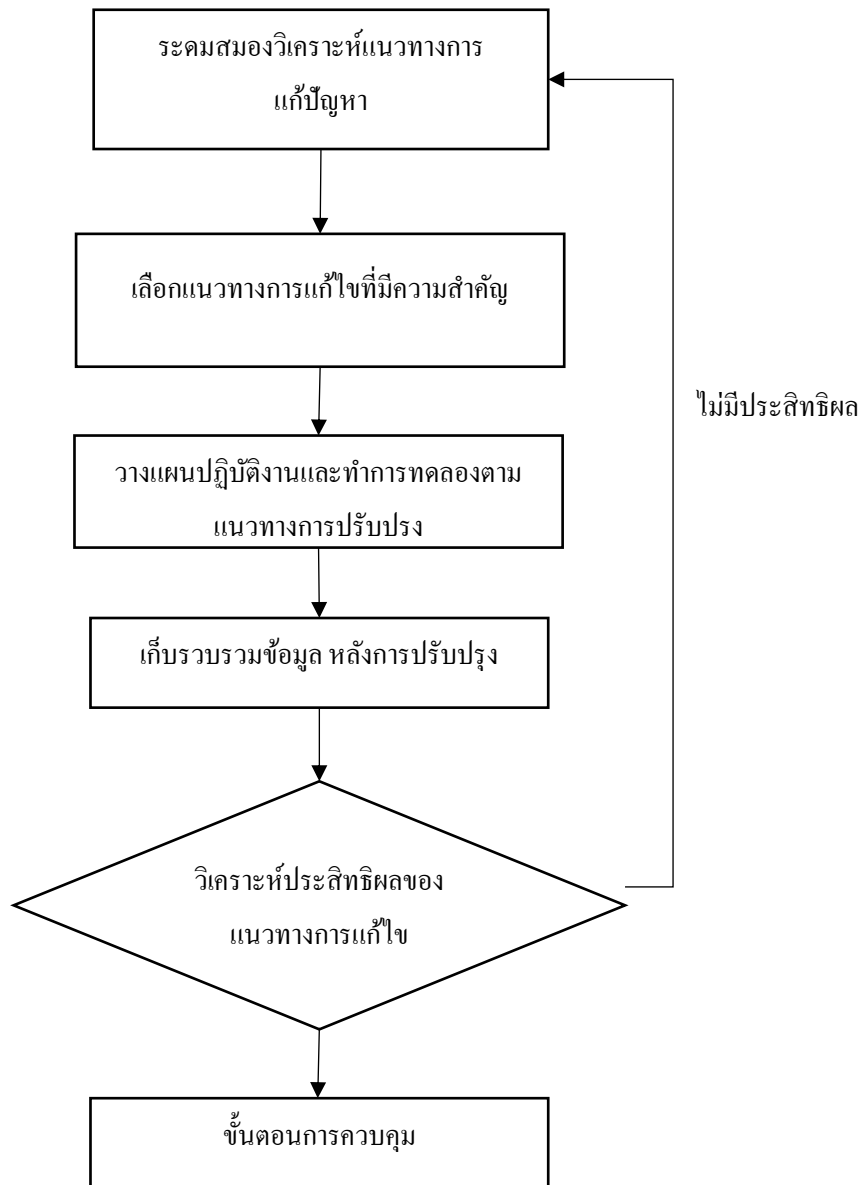 ระดมสมองวิเคราะห์แนวทางการ
แก้ปัญหา
เลือกแนวทางการแก้ไขที่มีความสำคัญ
ไม่มีประสิทธิผล
วางแผนปฏิบัติงานและทำการทดลองตาม
แนวทางการปรับปรง
เก็บรวบรวมข้อมูล หลังการปรับปรุง
วิเคราะห์ประสิทธิผลของ
แนวทางการแก้ไข
ขั้นตอนการควบคุม